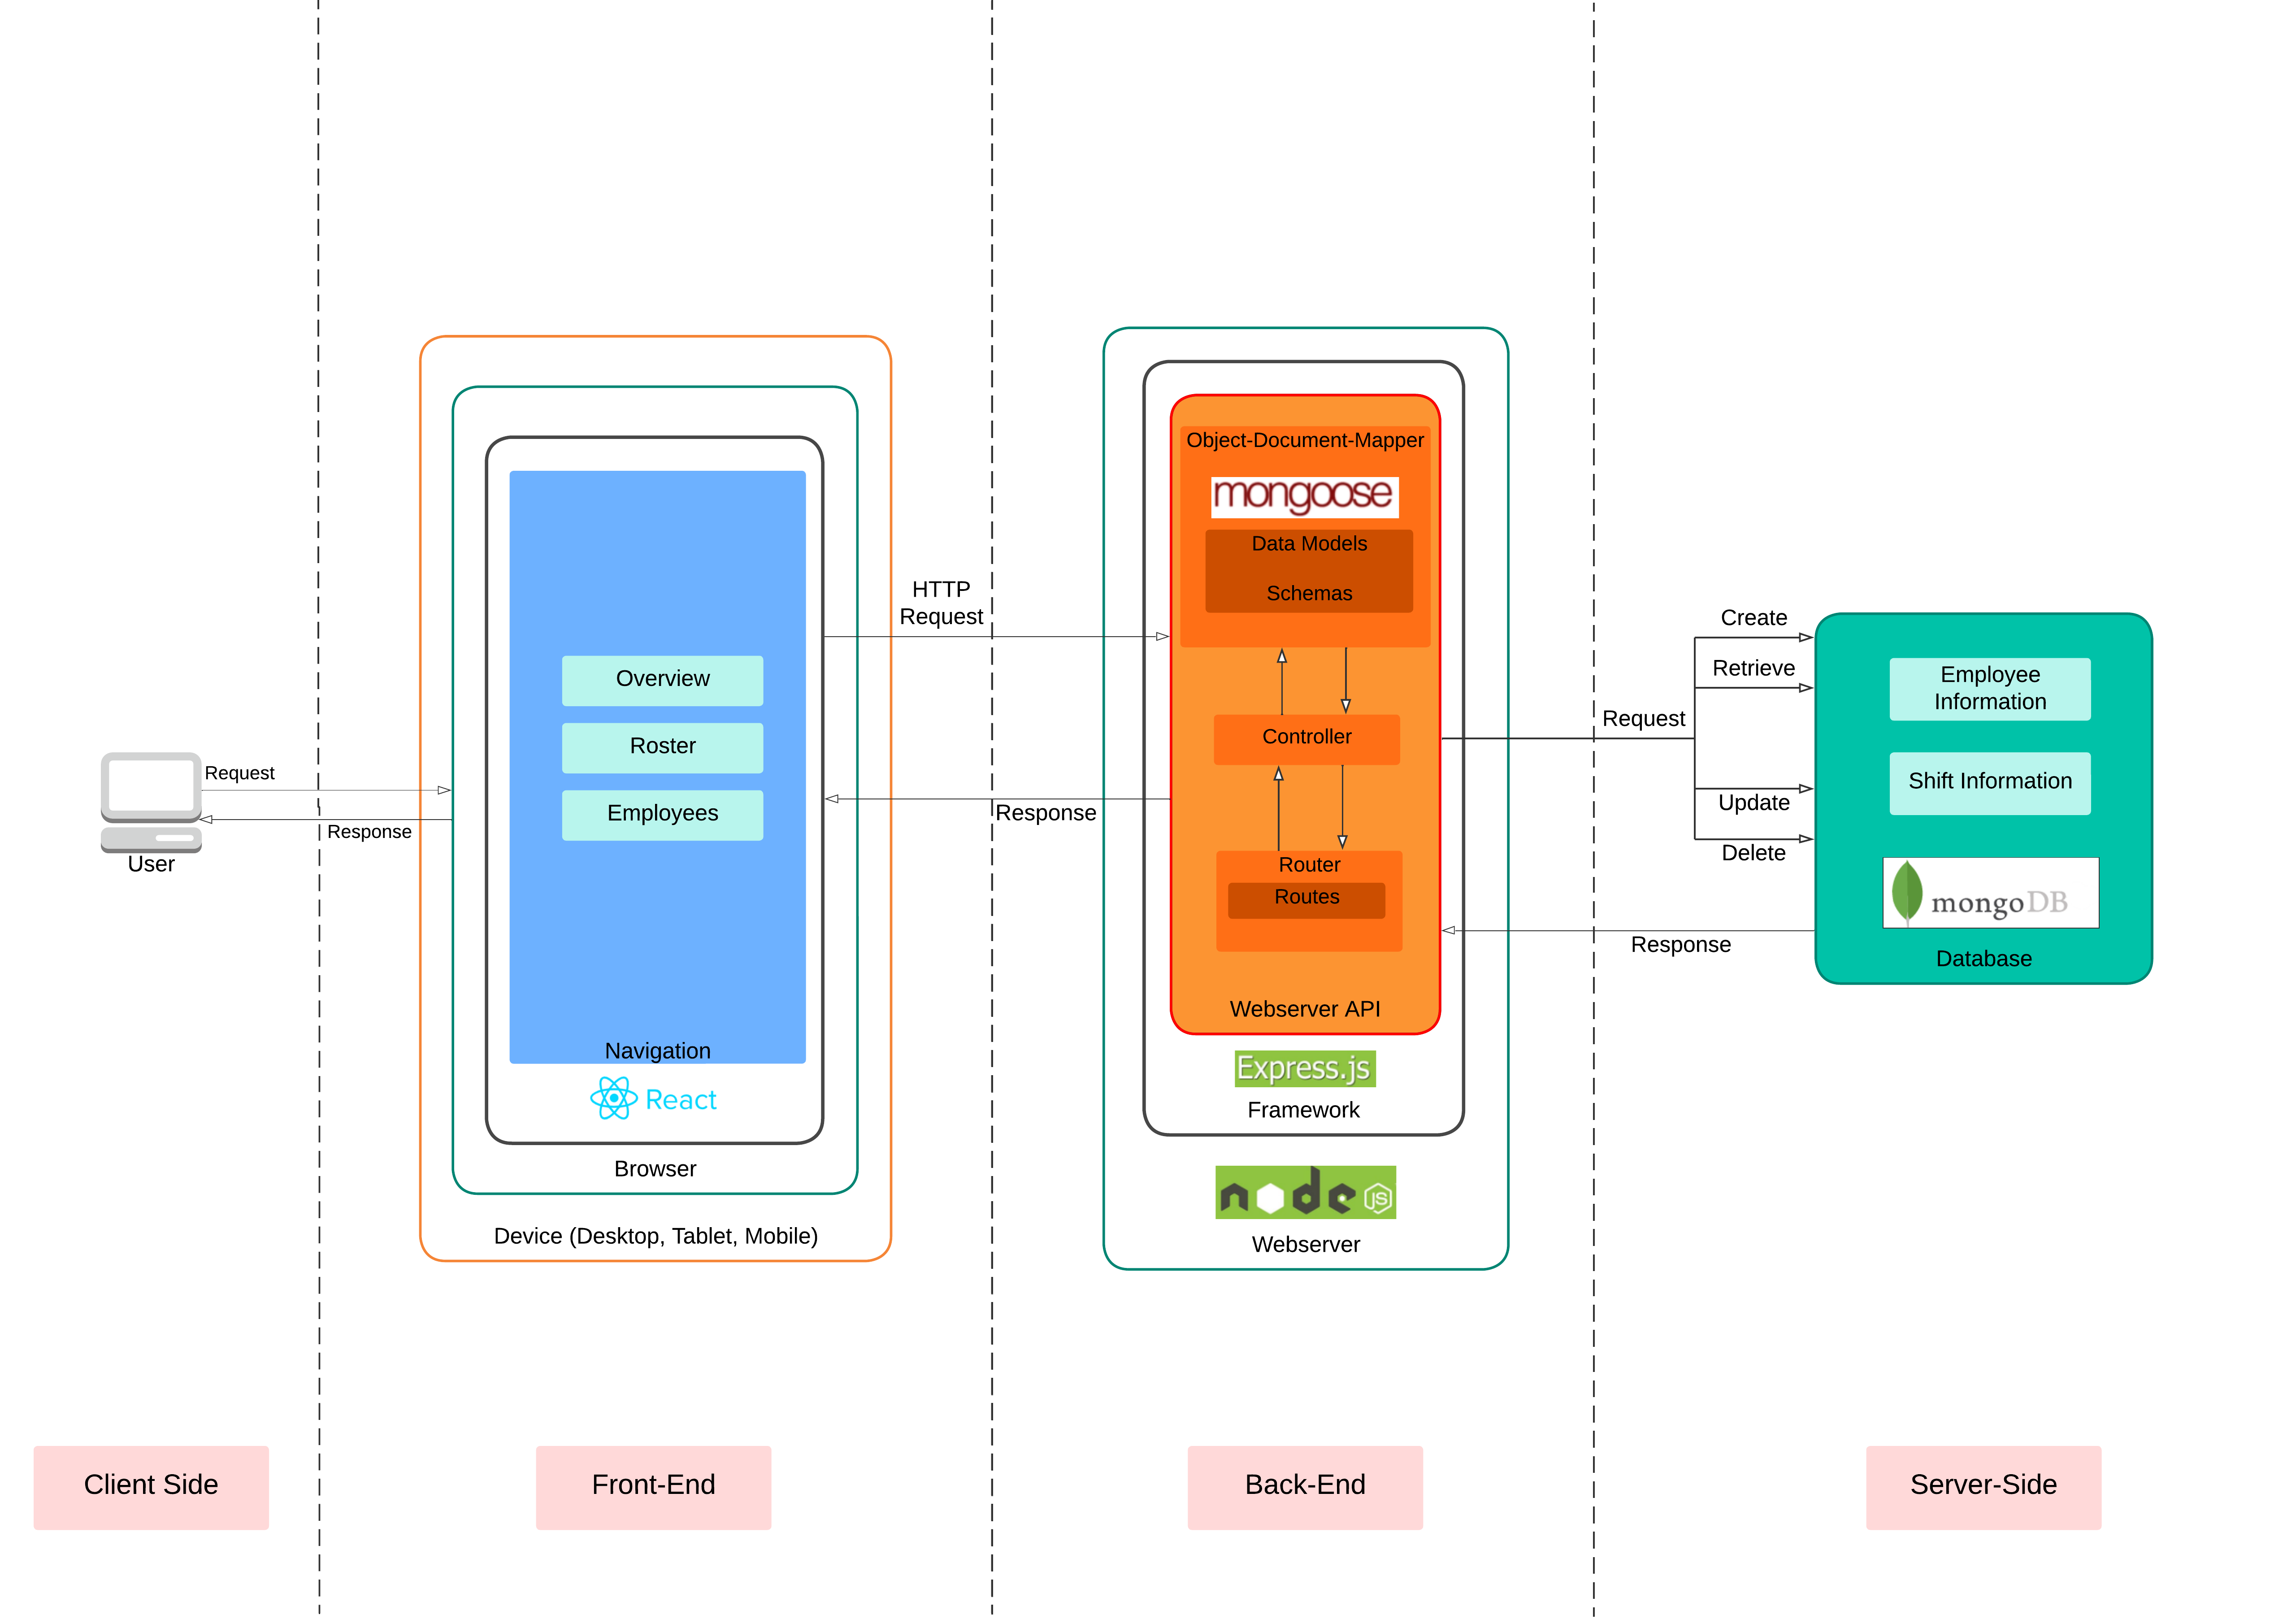 User
Request
Response
Overview
Roster
Employees
Navigation
React
Browser
Device (Desktop, Tablet, Mobile)
HTTP
Request
Response
Object-Document-Mapper
mongoose
Data Models
Schemas
Controller
Router
Routes
Webserver API
Express.js
Framework
node
JS
Webserver
Request
Create
Retrieve
Update
Delete
Response
Employee
Information
Shift Information
mongoDB
Database
Client Side
Front-End
Back-End
Server-Side